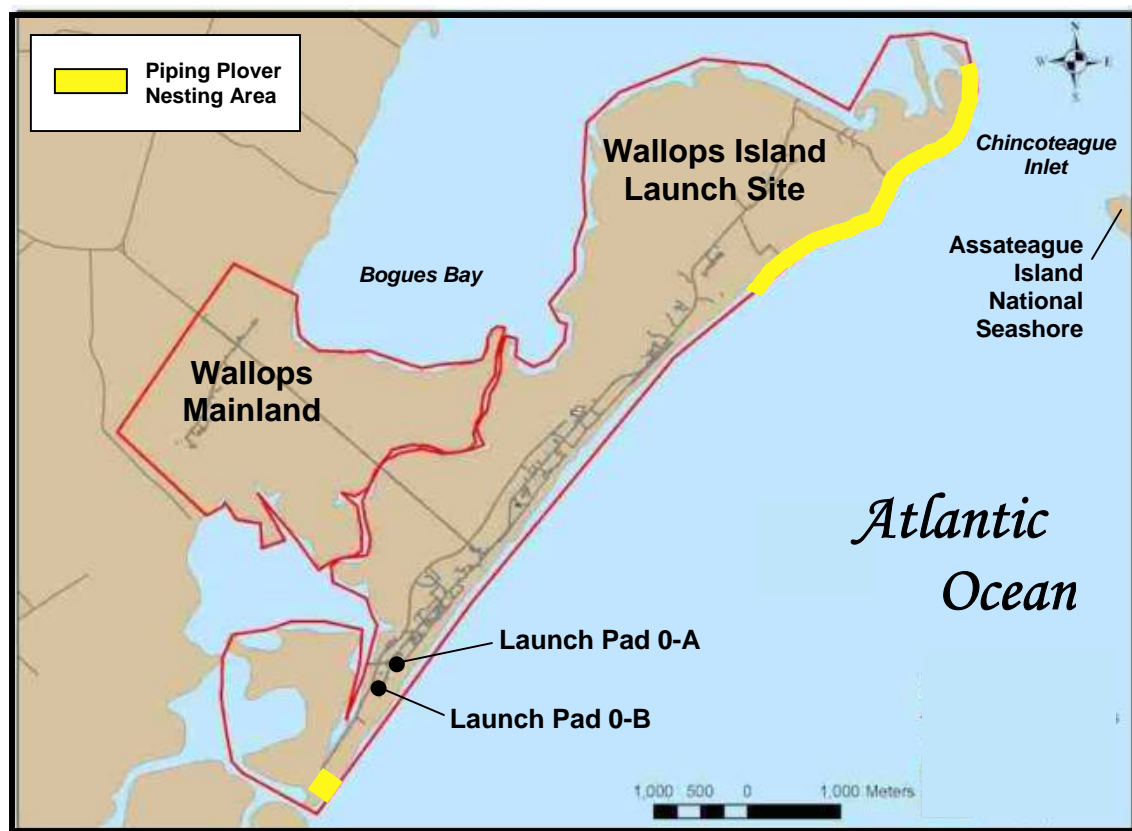 Piping Plover
Nesting Area
N
W
E
S
Wallops Island
Launch Site
Chincoteague
Inlet
Assateague
Island
National
Seashore
Bogues Bay
Wallops
Mainland
Atlantic
Ocean
Launch Pad 0-A
Launch Pad 0-B
1,000 500 0 1,000 Meters
s